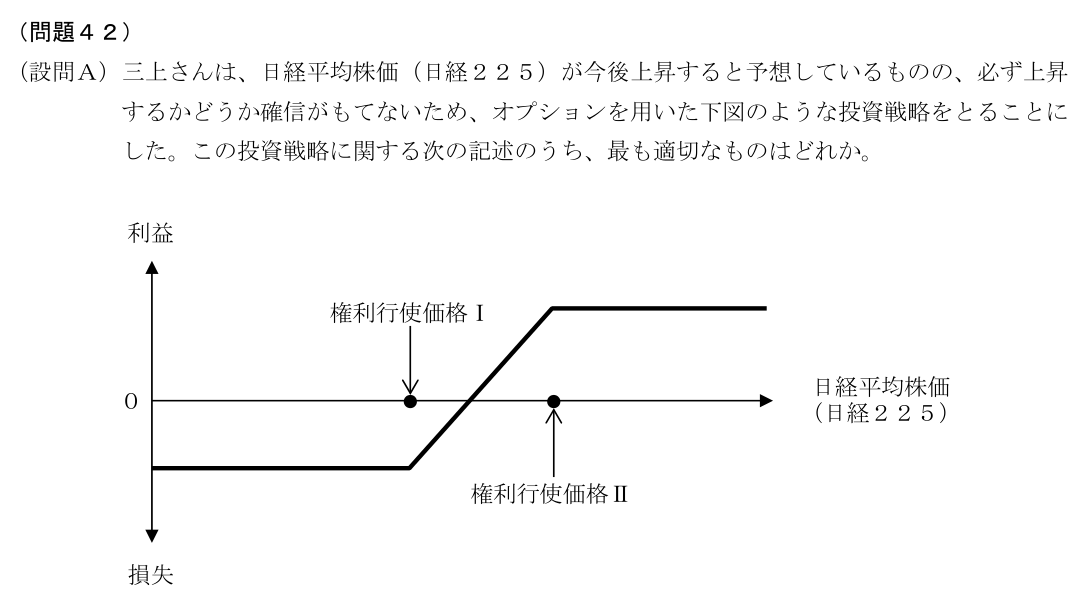 （問題４２）
（設問Ａ）三上さんは、日経平均株価（日経２２５）が今後上昇すると予想しているものの、必ず上昇
するかどうか確信がもてないため、オプションを用いた下図のような投資戦略をとることに
した。この投資戦略に関する次の記述のうち、最も適切なものはどれか。
利益
権利行使価格Ⅰ
０
日経平均株価
（日経２２５）
権利行使価格Ⅱ
損失